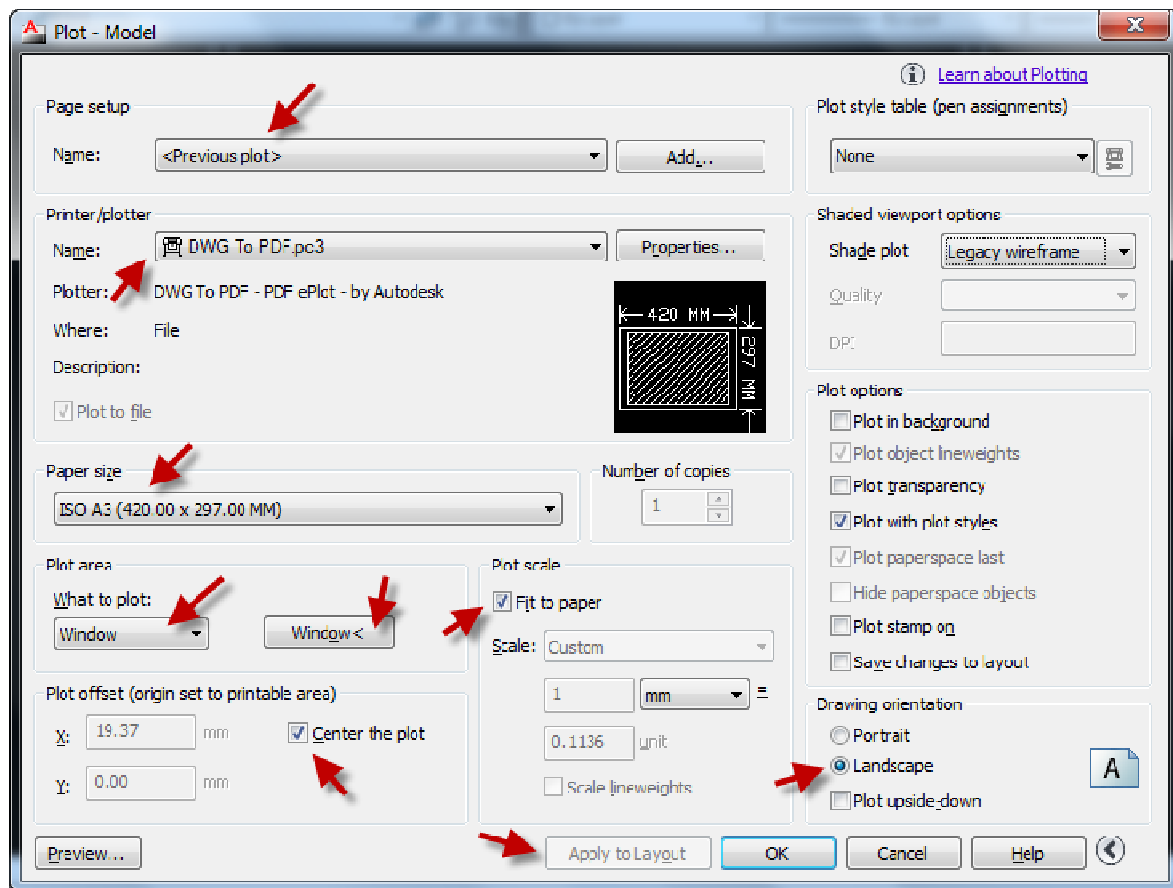 Plot - Model
Learn about Plotting
Page setup
Name:
<Previous plot>
Add...
Plot style table (pen assignments)
None
Printer/plotter
Name:
DWG To PDF.pc3
Properties...
Plotter:
DWG To PDF - PDF ePlot - by Autodesk
Where:
File
Description:
Plot to file
420 MM
297 MM
Shaded viewport options
Shade plot
Legacy wireframe
Quality
DPI
Paper size
ISO A3 (420.00 x 297.00 MM)
Number of copies
1
Plot options
Plot in background
Plot object lineweights
Plot transparency
Plot with plot styles
Plot paperspace last
Hide paperspace objects
Plot stamp on
Save changes to layout
Plot area
What to plot:
Window
Window<
Plot scale
Fit to paper
Scale:
Custom
1
mm
=
0.1136
unit
Scale lineweights
Plot offset (origin set to printable area)
X:
19.37
mm
Center the plot
Y:
0.00
mm
Drawing orientation
Portrait
Landscape
Plot upside-down
A
Preview...
Apply to Layout
OK
Cancel
Help